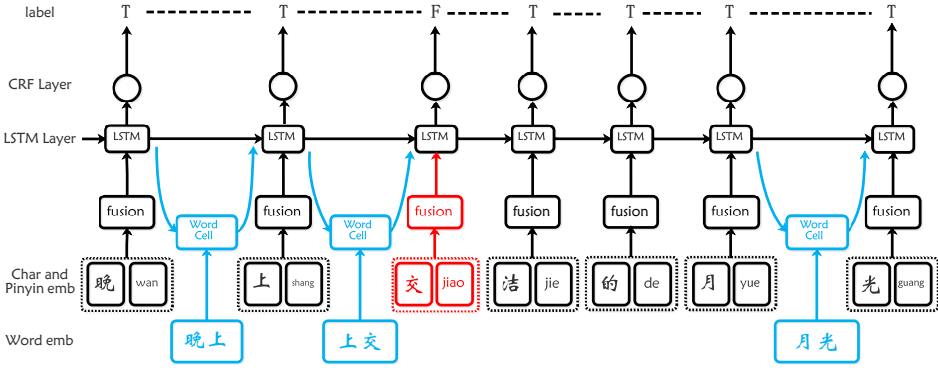 label T T F T T T T
CRF Layer
LSTM Layer LSTM LSTM LSTM LSTM LSTM LSTM LSTM
fusion fusion fusion fusion fusion fusion fusion
Word Cell Word Cell Word Cell
Char and Pinyin emb 晚 wan 上 shang 交 jiao 洁 jie 的 de 月 yue 光 guang
Word emb 晚上 上交 月光